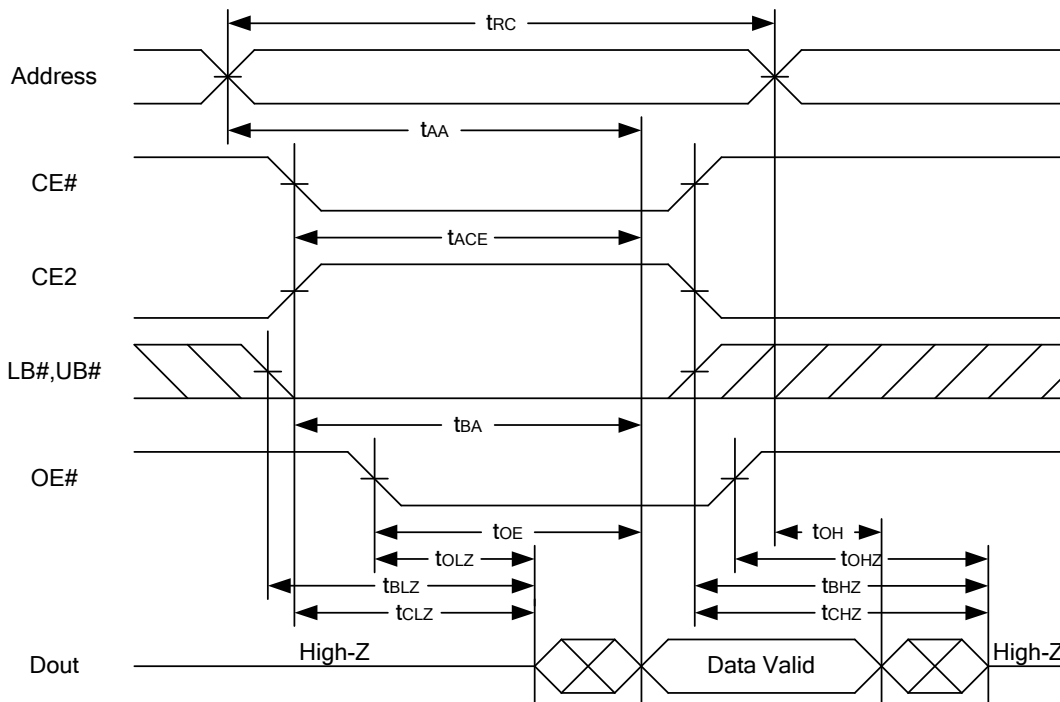 tRC
Address
tAA
CE#
tACE
CE2
LB#,UB#
tBA
OE#
tOE
tOH
tOLZ
tOHZ
tBLZ
tBHZ
tCLZ
tCHZ
Dout
High-Z
Data Valid
High-Z